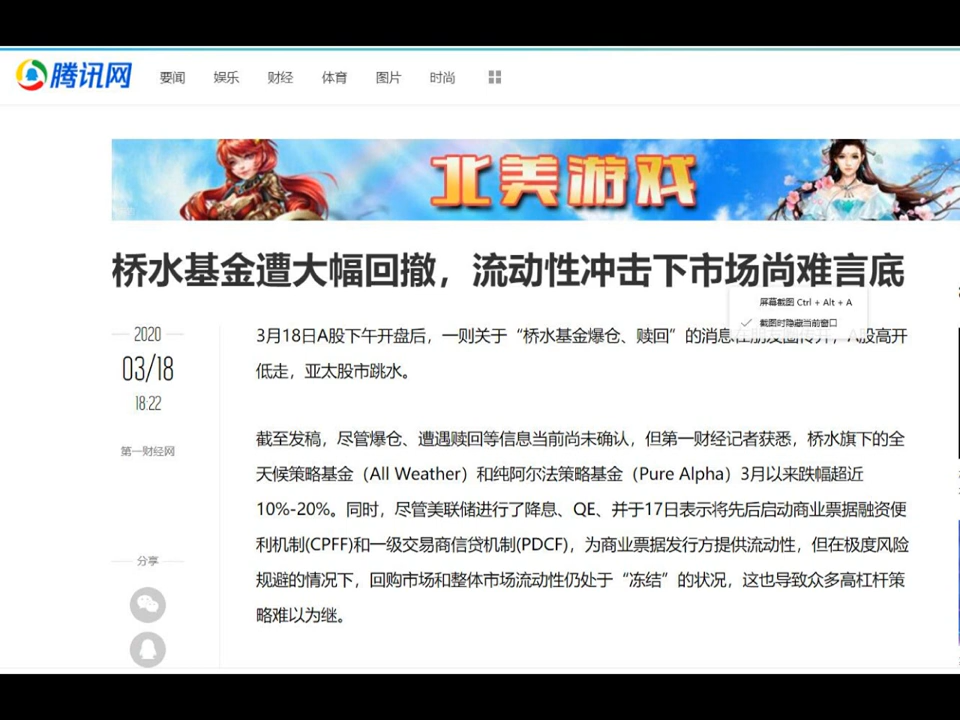 腾讯网 要闻 娱乐 财经 体育 图片 时尚
北美游戏
桥水基金遭大幅回撤，流动性冲击下市场尚难言底
屏幕截图 Ctrl + Alt + A
截图时隐藏当前窗口
2020
03/18
18:22
第一财经网
分享
3月18日A股下午开盘后，一则关于“桥水基金爆仓、赎回”的消息在朋友圈传开，A股高开
低走，亚太股市跳水。
截至发稿，尽管爆仓、遭遇赎回等信息当前尚未确认，但第一财经记者获悉，桥水旗下的全
天候策略基金（All Weather）和纯阿尔法策略基金（Pure Alpha）3月以来跌幅超近
10%-20%。同时，尽管美联储进行了降息、QE、并于17日表示将先后启动商业票据融资便
利机制(CPFF)和一级交易商信贷机制(PDCF)，为商业票据发行方提供流动性，但在极度风险
规避的情况下，回购市场和整体市场流动性仍处于“冻结”的状况，这也导致众多高杠杆策
略难以为继。